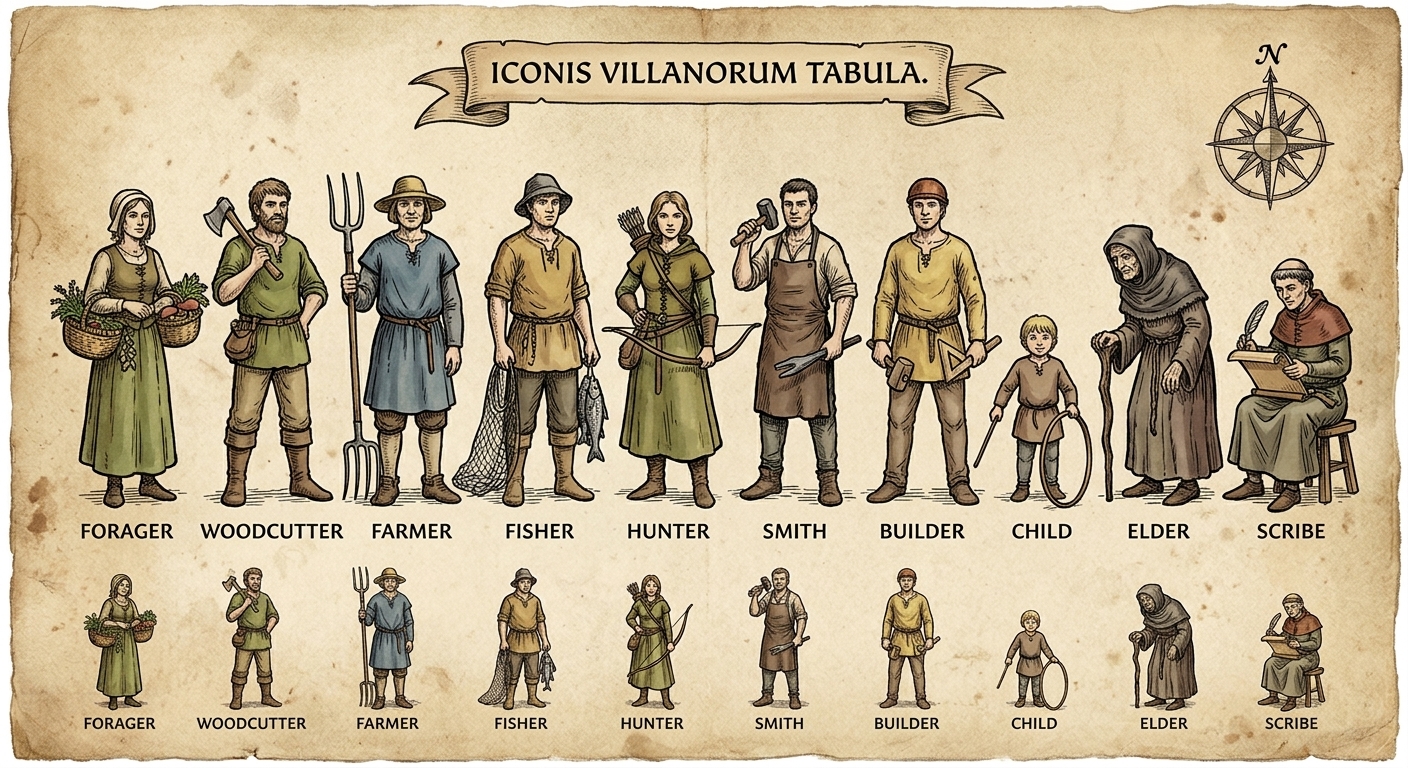 ICONIS VILLANORUM TABULA.
N
FORAGER WOODCUTTER FARMER FISHER HUNTER SMITH BUILDER CHILD ELDER SCRIBE
FORAGER WOODCUTTER FARMER FISHER HUNTER SMITH BUILDER CHILD ELDER SCRIBE